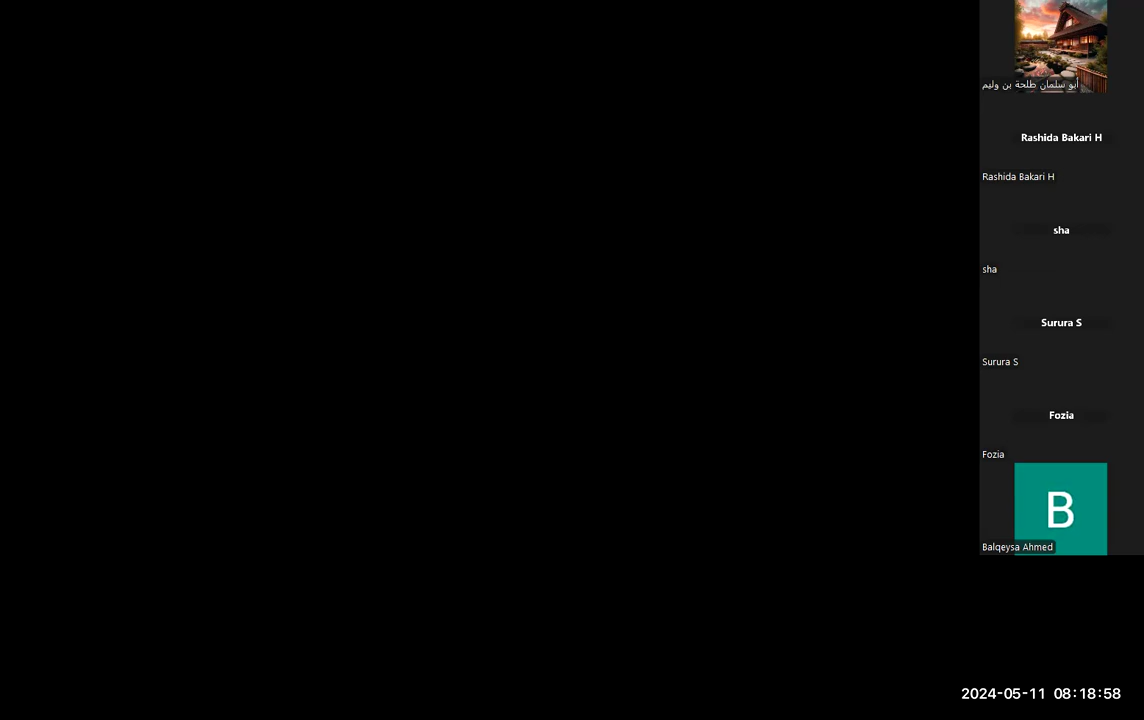 أبو سلمان طلحة بن وليم
Rashida Bakari H
Rashida Bakari H
sha
sha
Surura S
Surura S
Fozia
Fozia
B
Balqeysa Ahmed
2024-05-11 08:18:58